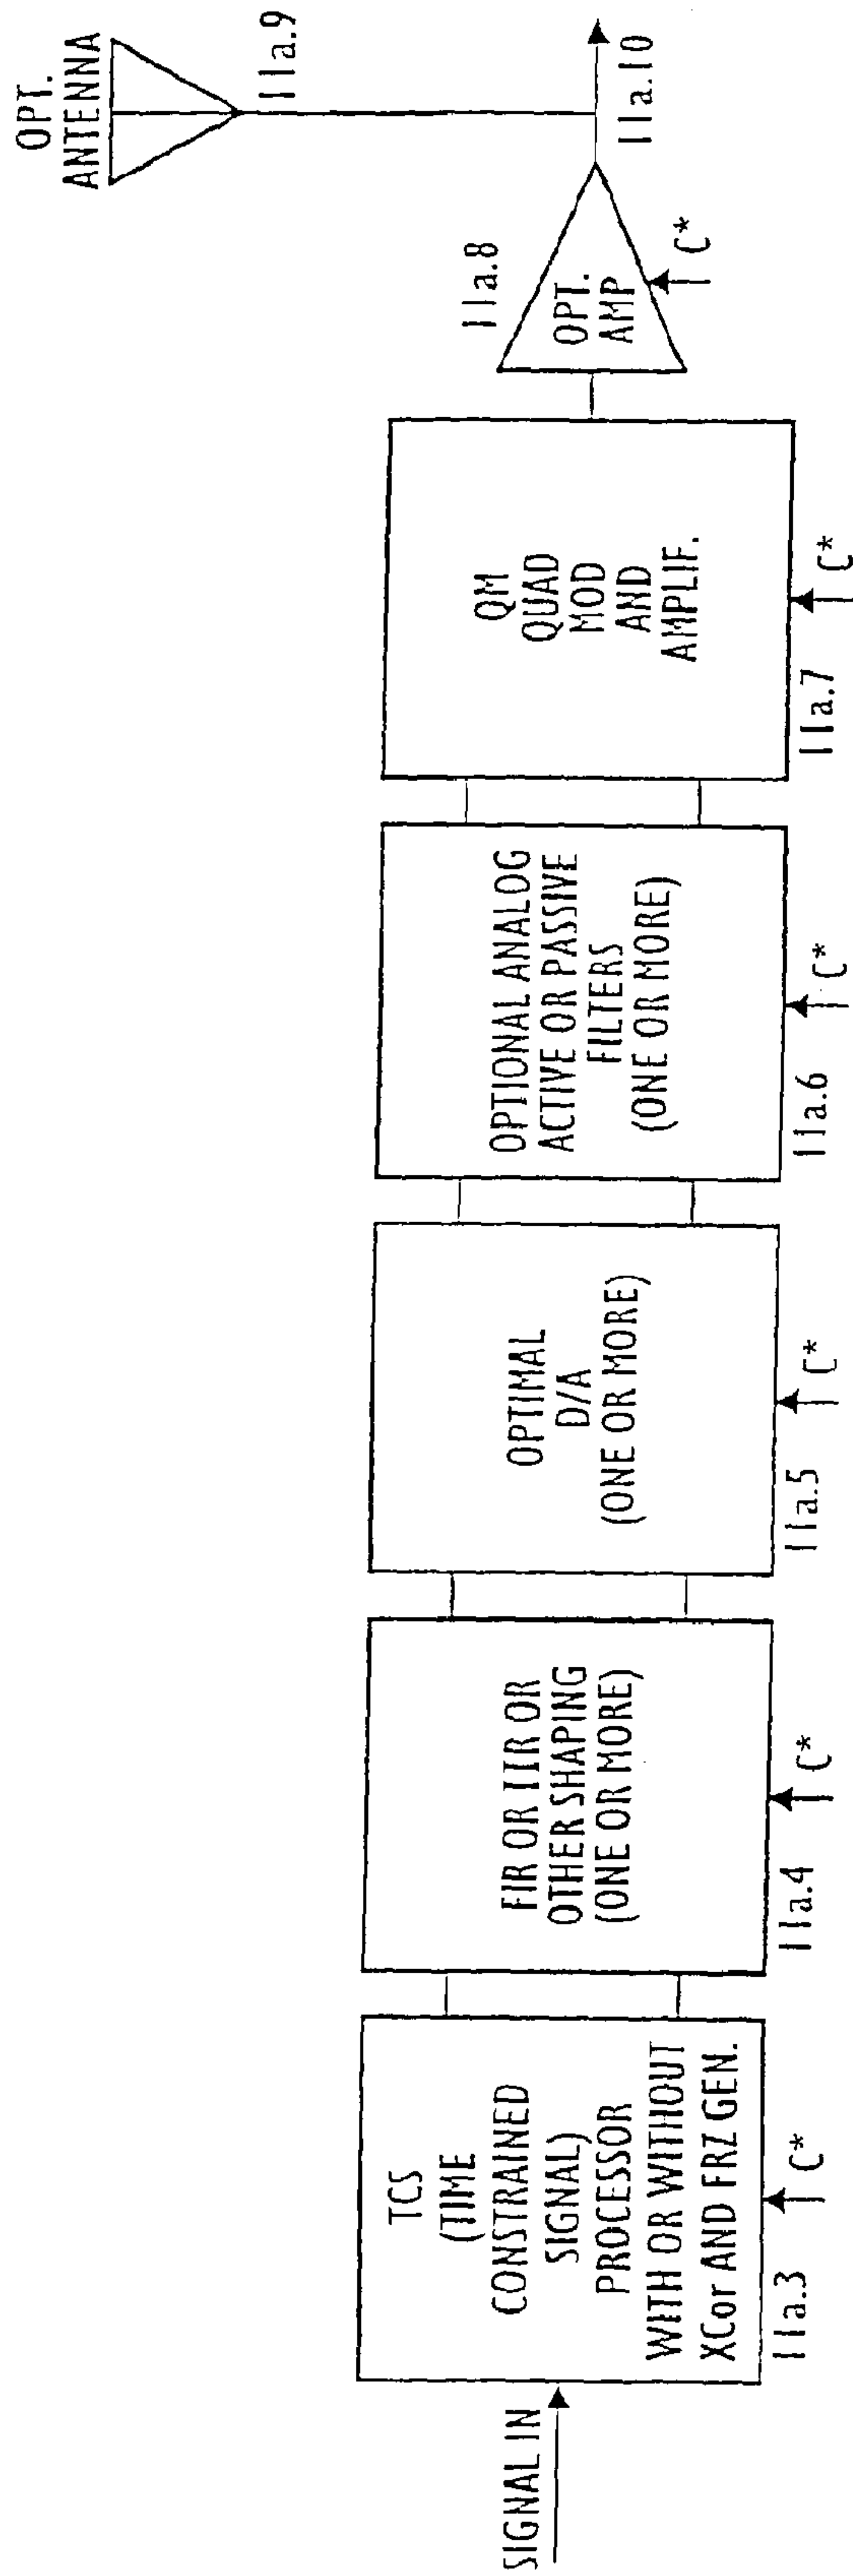 SIGNAL IN
TCS
(TIME
CONSTRAINED
SIGNAL)
PROCESSOR
WITH OR WITHOUT
XCor AND FRZ GEN.
11a.3
C*
FIR OR IIR OR
OTHER SHAPING
(ONE OR MORE)
11a.4
C*
OPTIMAL
D/A
(ONE OR MORE)
11a.5
C*
OPTIONAL ANALOG
ACTIVE OR PASSIVE
FILTERS
(ONE OR MORE)
11a.6
C*
QM
QUAD
MOD
AND
AMPLIF.
11a.7
C*
11a.8
OPT.
AMP
C*
OPT.
ANTENNA
11a.9
11a.10